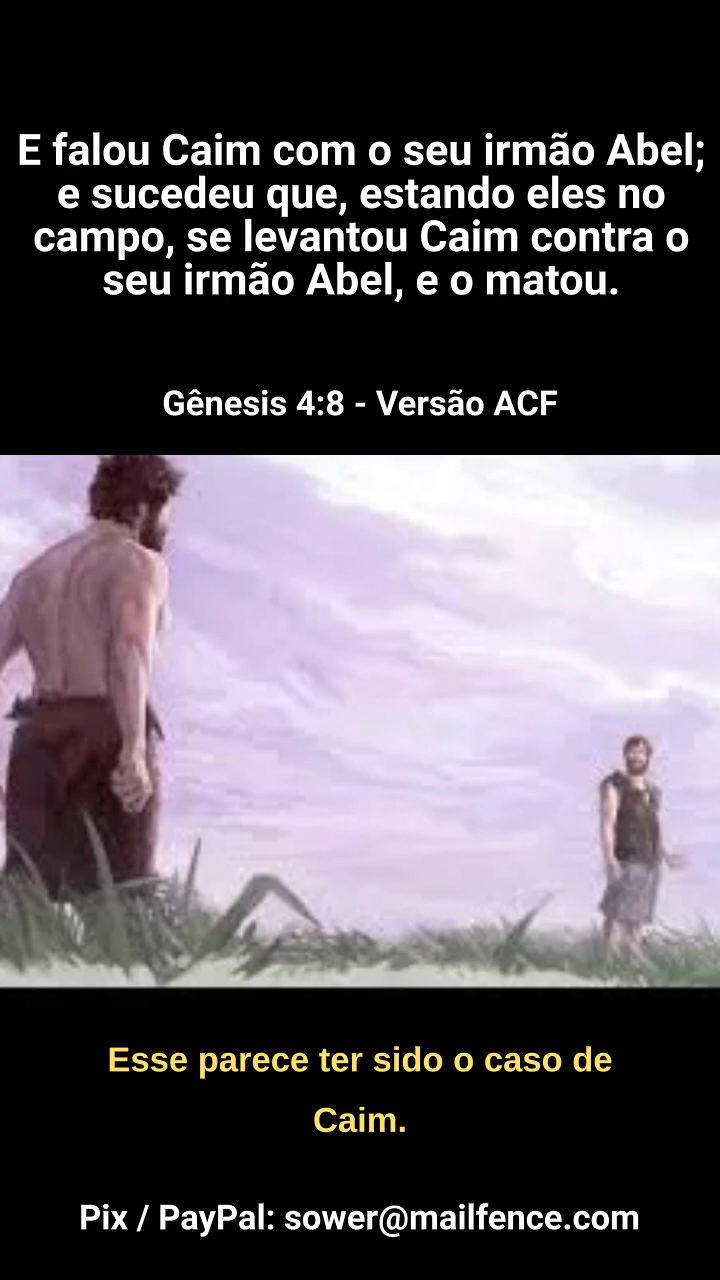 E falou Caim com o seu irmão Abel;
e sucedeu que, estando eles no
campo, se levantou Caim contra o
seu irmão Abel, e o matou.
Gênesis 4:8 - Versão ACF
Esse parece ter sido o caso de
Caim.
Pix / PayPal: sower@mailfence.com